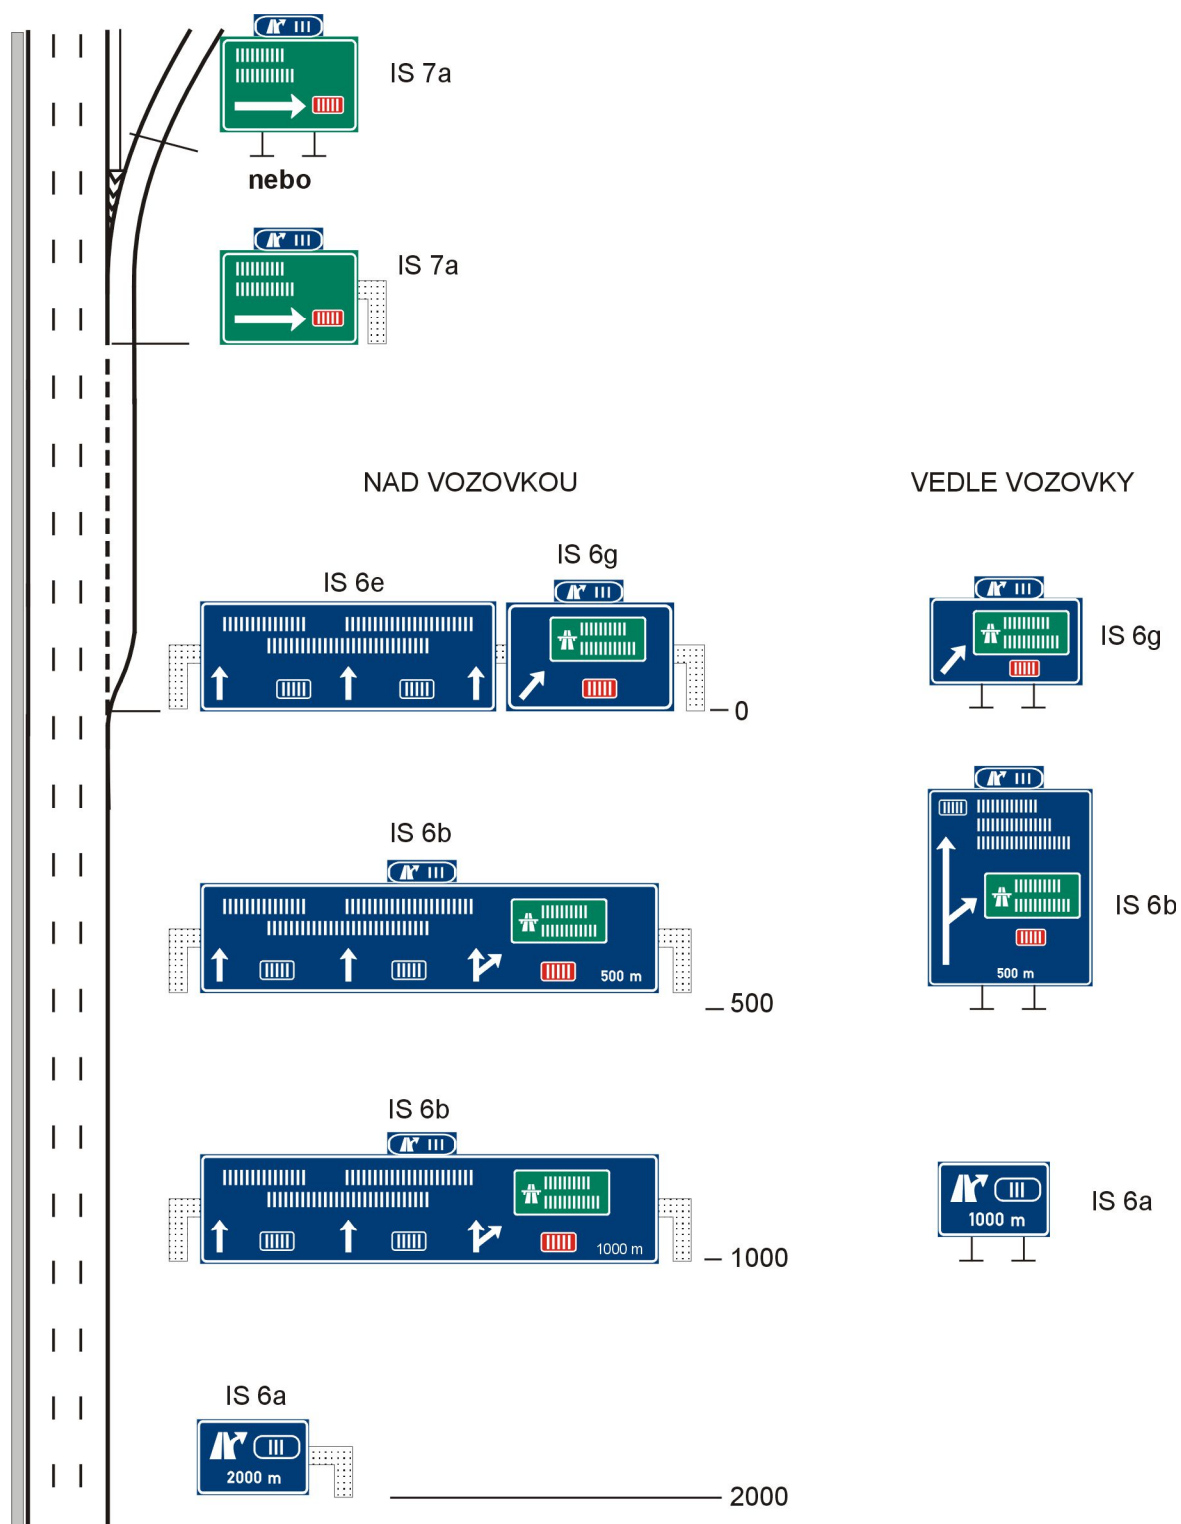 IS 7a
nebo
IS 7a
NAD VOZOVKOU
VEDLE VOZOVKY
IS 6e
IS 6g
IS 6g
0
IS 6b
500 m
500
IS 6b
500 m
IS 6b
1000 m
1000
IS 6a
1000 m
IS 6a
2000 m
2000